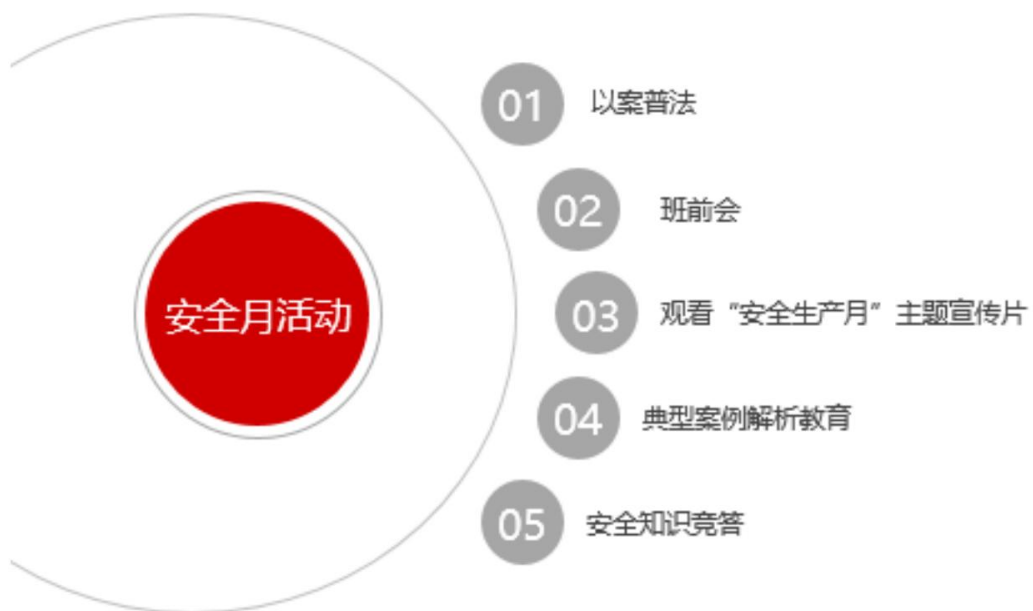 安全月活动
01 以案普法
02 班前会
03 观看“安全生产月”主题宣传片
04 典型案例解析教育
05 安全知识竞答